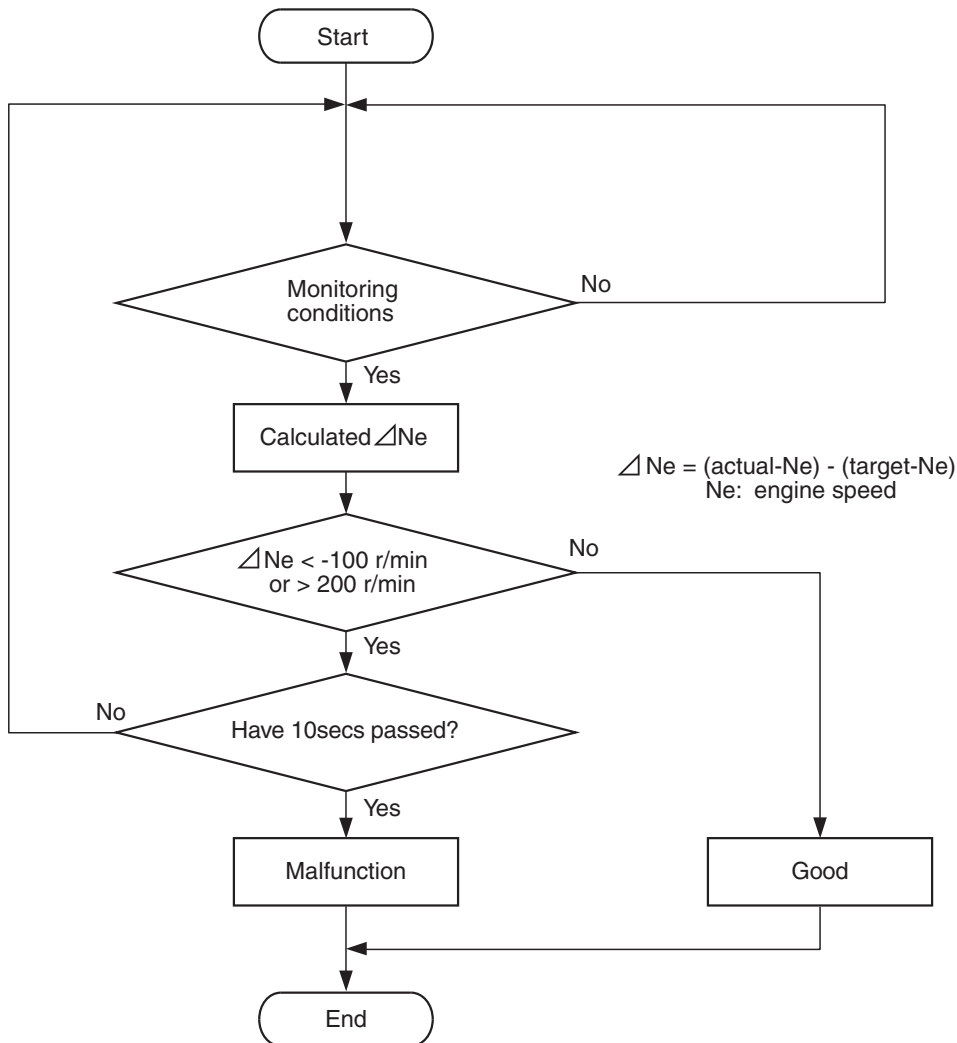 Start
Monitoring
conditions
No
Yes
Calculated ⊿Ne
⊿Ne = (actual-Ne) - (target-Ne)
Ne: engine speed
⊿Ne < -100 r/min
or > 200 r/min
No
Yes
No
Have 10secs passed?
Yes
Malfunction
Good
End